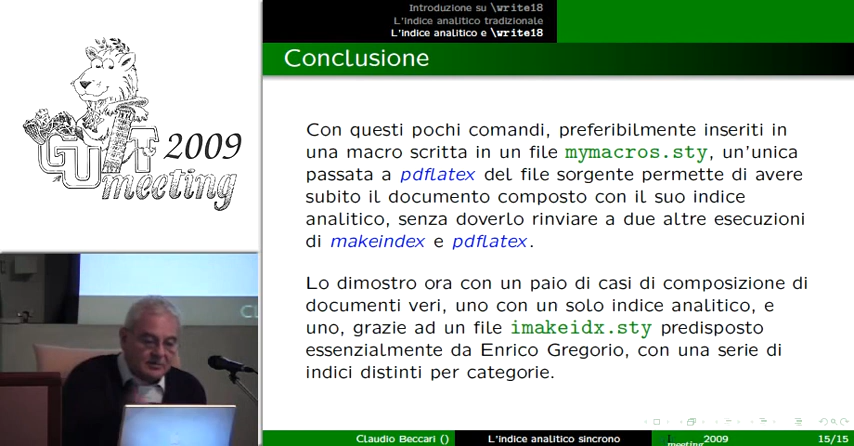 Introduzione su \write18
L'indice analitico tradizionale
L'indice analitico e \write18
Conclusione
GUIT 2009
meeting
Con questi pochi comandi, preferibilmente inseriti in
una macro scritta in un file mymacros.sty, un'unica
passata a pdflatex del file sorgente permette di avere
subito il documento composto con il suo indice
analitico, senza doverlo rinviare a due altre esecuzioni
di makeindex e pdflatex.
Lo dimostro ora con un paio di casi di composizione di
documenti veri, uno con un solo indice analitico, e
uno, grazie ad un file imakeidx.sty predisposto
essenzialmente da Enrico Gregorio, con una serie di
indici distinti per categorie.
Claudio Beccari () L'indice analitico sincrono meeting 2009 15/15